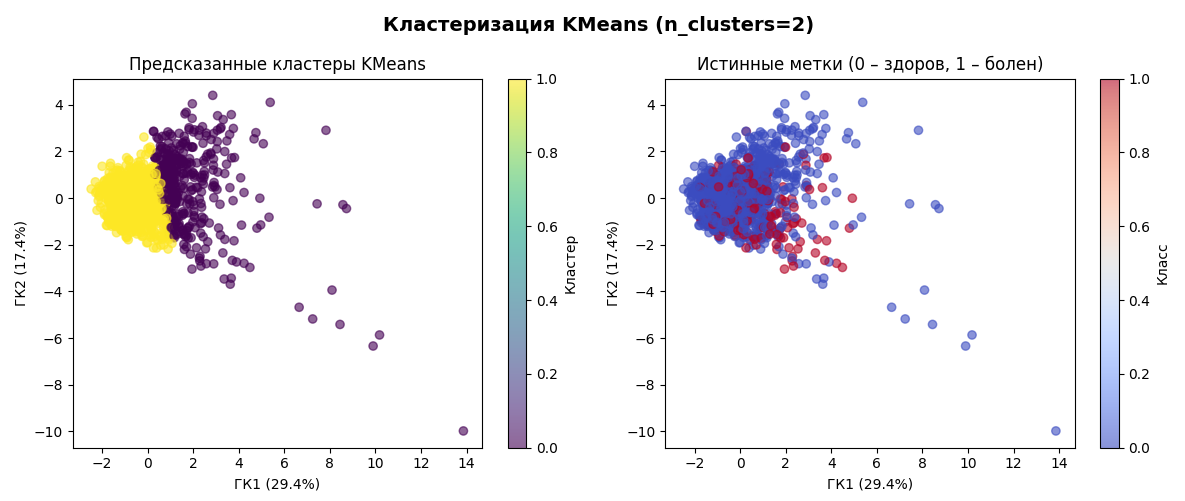 Кластеризация KMeans (n_clusters=2)
Предсказанные кластеры KMeans
4
2
0
−2
−4
−6
−8
−10
ГК2 (17.4%)
−2 0 2 4 6 8 10 12 14
ГК1 (29.4%)
1.0
0.8
0.6
0.4
0.2
0.0
Кластер
Истинные метки (0 – здоров, 1 – болен)
4
2
0
−2
−4
−6
−8
−10
ГК2 (17.4%)
−2 0 2 4 6 8 10 12 14
ГК1 (29.4%)
1.0
0.8
0.6
0.4
0.2
0.0
Класс